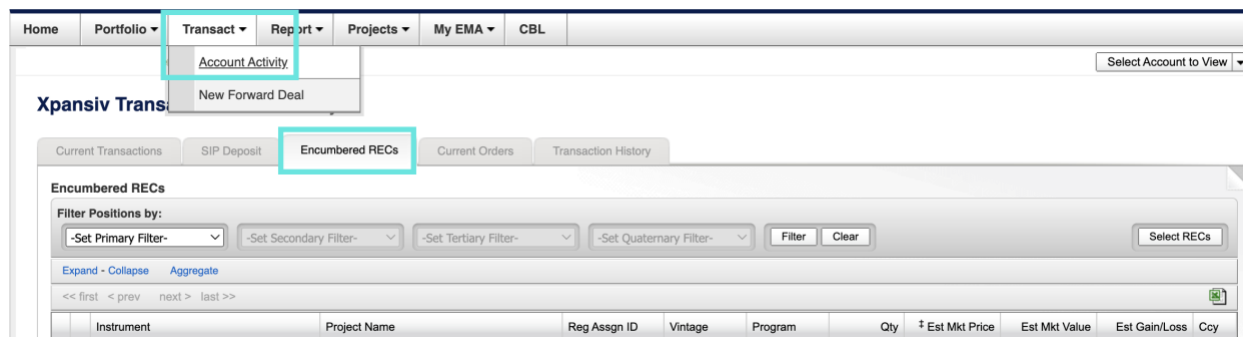 Home Portfolio Transact Report Projects My EMA CBL
Account Activity
Select Account to View
New Forward Deal
Xpansiv
Current Transactions SIP Deposit Encumbered RECs Current Orders Transaction History
Encumbered RECs
Filter Positions by:
-Set Primary Filter- -Set Secondary Filter- -Set Tertiary Filter- -Set Quaternary Filter- Filter Clear Select RECs
Expand - Collapse Aggregate
<< first < prev next > last >>
Instrument Project Name Reg Assgn ID Vintage Program Qty ‡ Est Mkt Price Est Mkt Value Est Gain/Loss Ccy